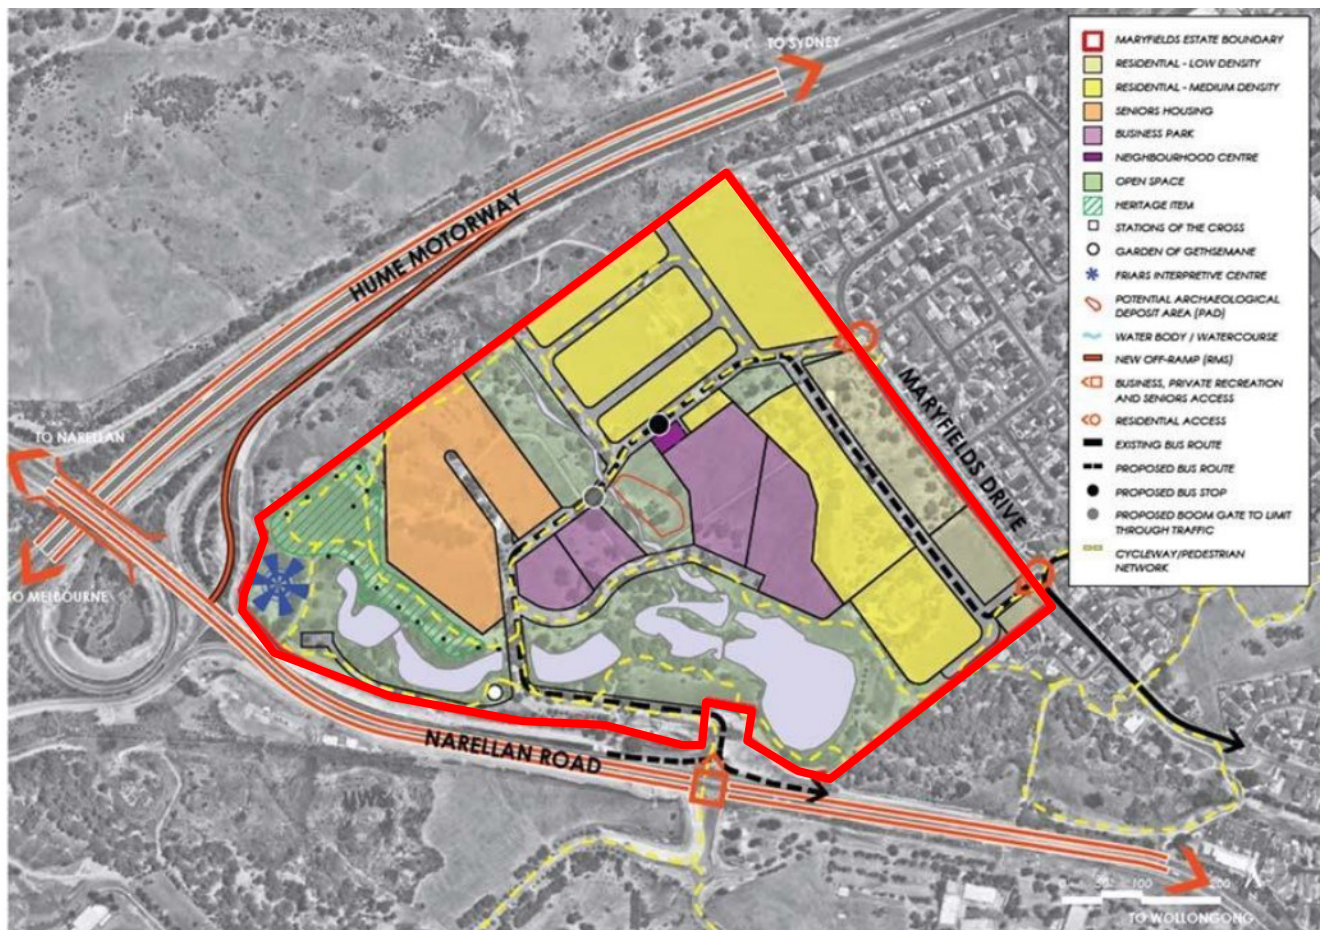 TO SYDNEY
HUME MOTORWAY
TO NARELLAN
TO MELBOURNE
MARYFIELDS DRIVE
NARELLAN ROAD
TO WOLLONGONG
50 100 200
MARYFIELDS ESTATE BOUNDARY
RESIDENTIAL - LOW DENSITY
RESIDENTIAL - MEDIUM DENSITY
SENIORS HOUSING
BUSINESS PARK
NEIGHBOURHOOD CENTRE
OPEN SPACE
HERITAGE ITEM
STATIONS OF THE CROSS
GARDEN OF GETHSEMANE
FRIARS INTERPRETIVE CENTRE
POTENTIAL ARCHAEOLOGICAL
DEPOSIT AREA (PAD)
WATER BODY / WATERCOURSE
NEW OFF-RAMP (RMS)
BUSINESS, PRIVATE RECREATION
AND SENIORS ACCESS
RESIDENTIAL ACCESS
EXISTING BUS ROUTE
PROPOSED BUS ROUTE
PROPOSED BUS STOP
PROPOSED BOOM GATE TO LIMIT
THROUGH TRAFFIC
CYCLEWAY/PEDESTRIAN
NETWORK